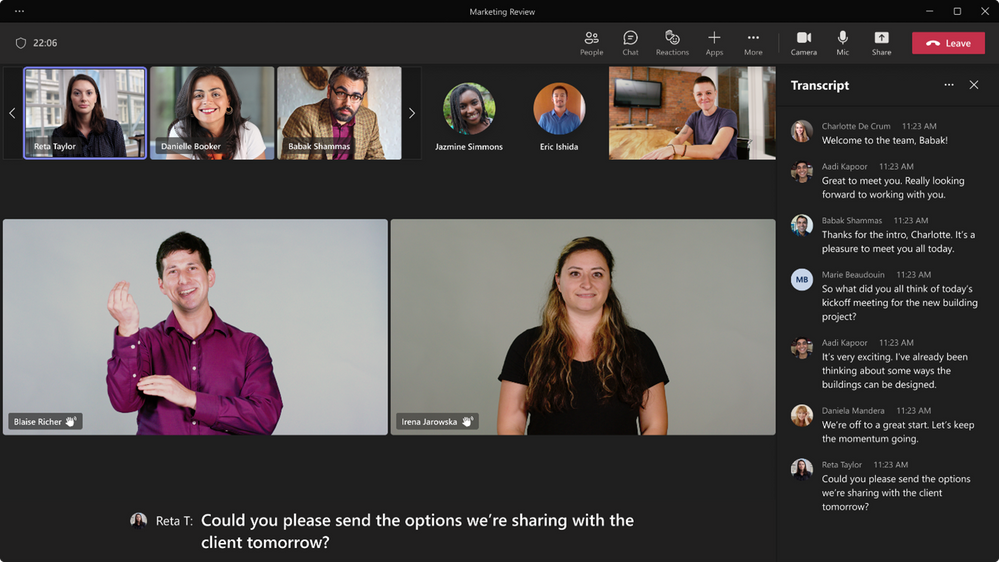 Marketing Review
22:06
People
Chat
Reactions
Apps
More
Camera
Mic
Share
Leave
Reta Taylor
Danielle Booker
Babak Shammas
Jazmine Simmons
Eric Ishida
Blaise Richer
Irena Jarowska
Reta T: Could you please send the options we're sharing with the
client tomorrow?
Transcript
Charlotte De Crum 11:23 AM
Welcome to the team, Babak!
Aadi Kapoor 11:23 AM
Great to meet you. Really looking
forward to working with you.
Babak Shammas 11:23 AM
Thanks for the intro, Charlotte. It's a
pleasure to meet you all today.
MB
Marie Beaudouin 11:23 AM
So what did you all think of today's
kickoff meeting for the new building
project?
Aadi Kapoor 11:23 AM
It's very exciting. I've already been
thinking about some ways the
buildings can be designed.
Daniela Mandera 11:23 AM
We're off to a great start. Let's keep
the momentum going.
Reta Taylor 11:23 AM
Could you please send the options
we're sharing with the client
tomorrow?